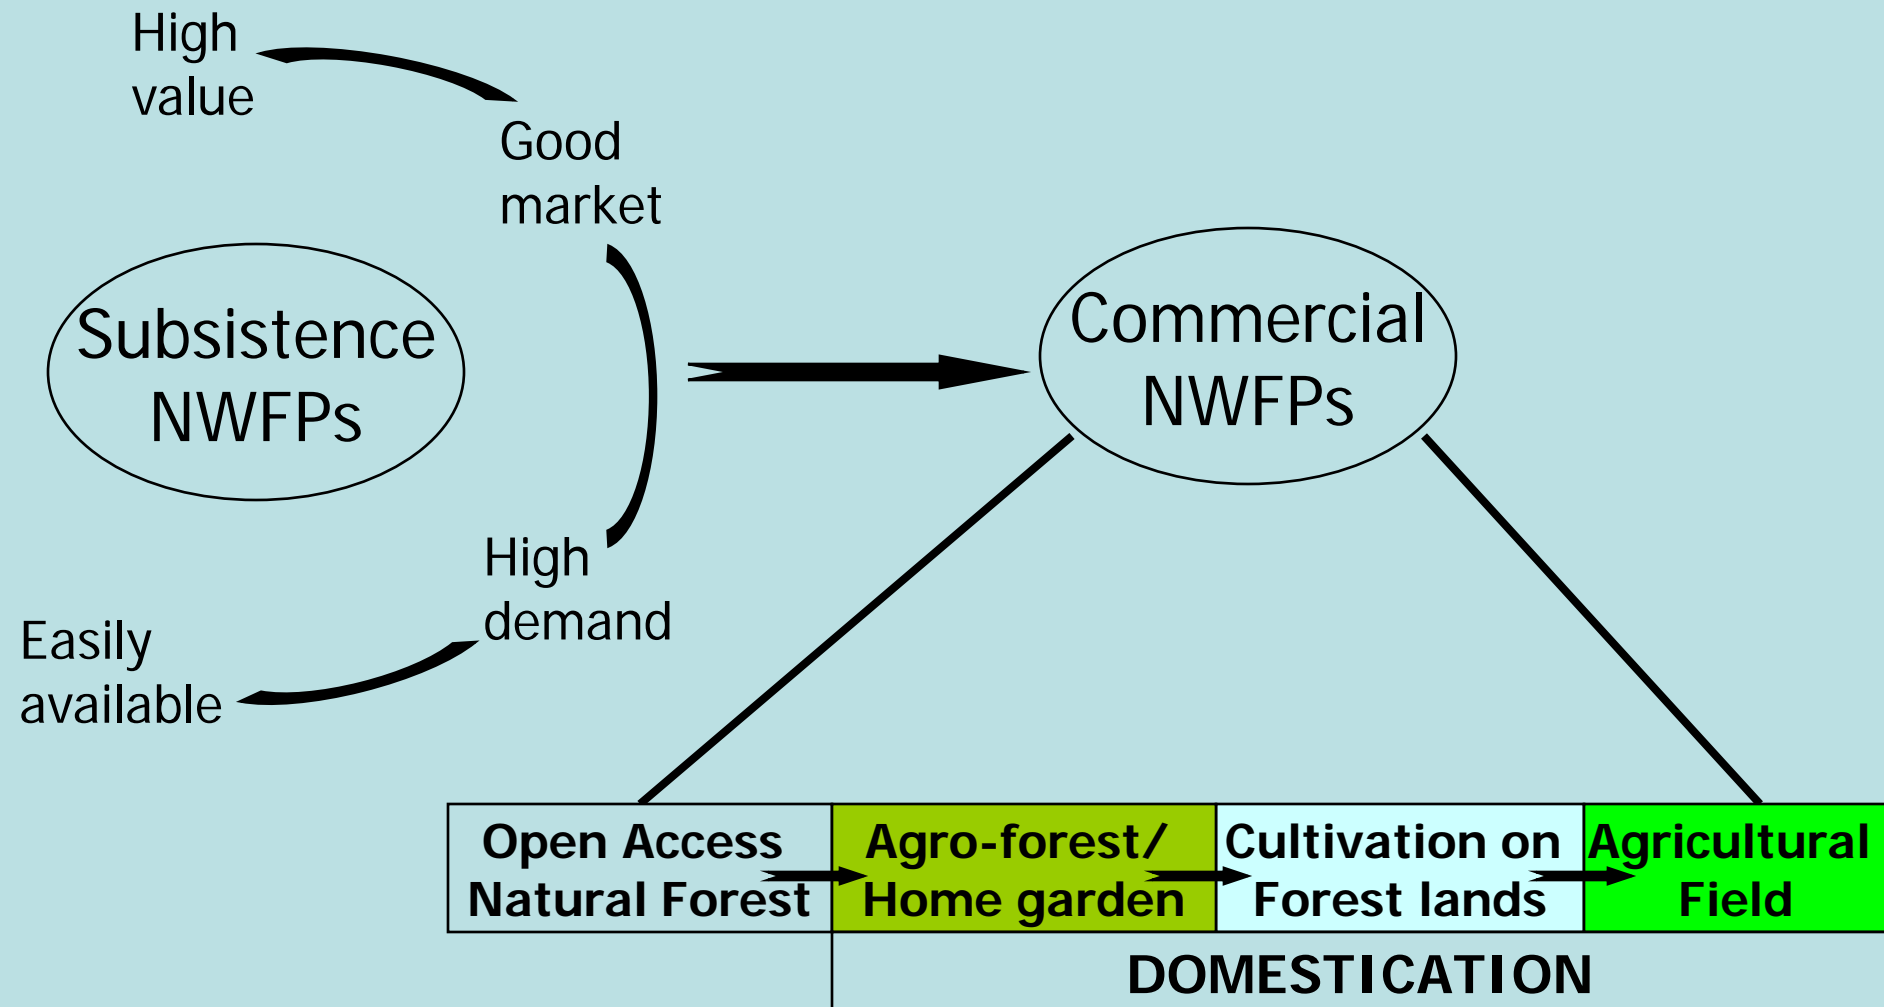 High
value
Good
market
Subsistence
NWFPs
Commercial
NWFPs
High
demand
Easily
available
Open Access
Natural Forest
Agro-forest/
Home garden
Cultivation on
Forest lands
Agricultural
Field
DOMESTICATION